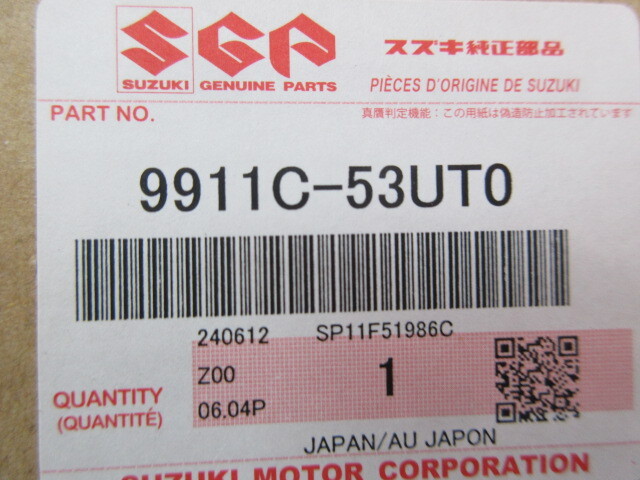 SGP スズキ純正部品
SUZUKI GENUINE PARTS PIÈCES D'ORIGINE DE SUZUKI
PART NO. 真贋判定機能：この用紙は偽造防止加工されています
9911C-53UT0
240612 SP11F51986C
Z00 1
QUANTITY 06.04P
(QUANTITÉ)
JAPAN/AU JAPON
SUZUKI MOTOR CORPORATION